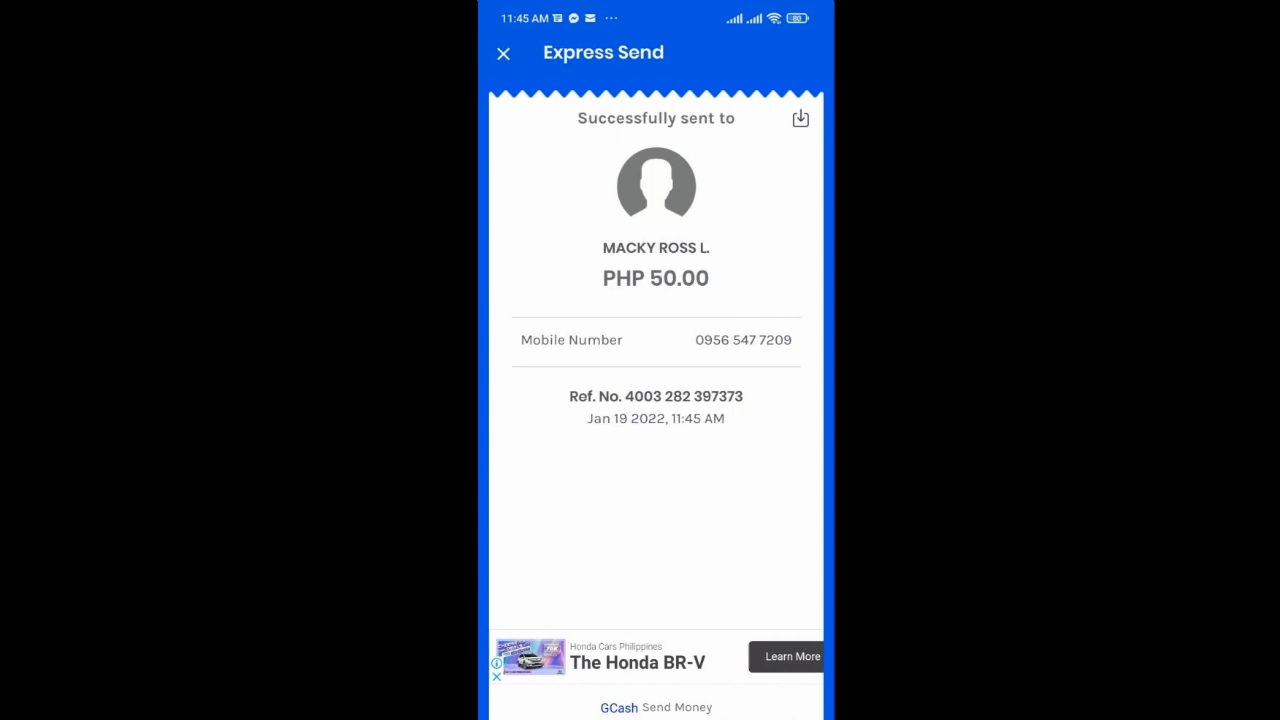 11:45 AM
80
Express Send
Successfully sent to
MACKY ROSS L.
PHP 50.00
Mobile Number 0956 547 7209
Ref. No. 4003 282 397373
Jan 19 2022, 11:45 AM
Honda Cars Philippines
The Honda BR-V
Learn More
GCash Send Money